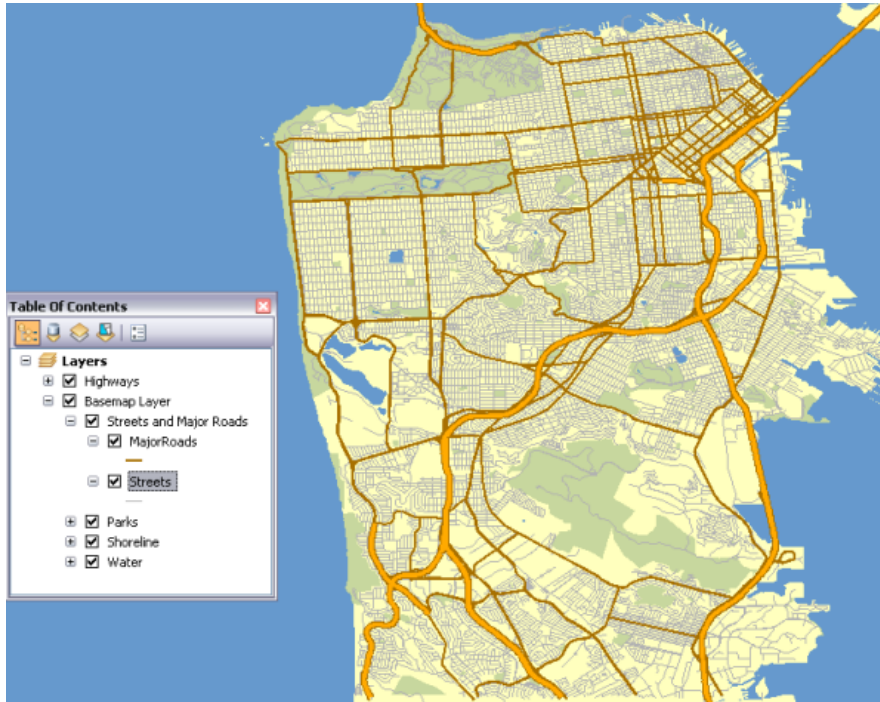 Table Of Contents
Layers
Highways
Basemap Layer
Streets and Major Roads
MajorRoads
Streets
Parks
Shoreline
Water